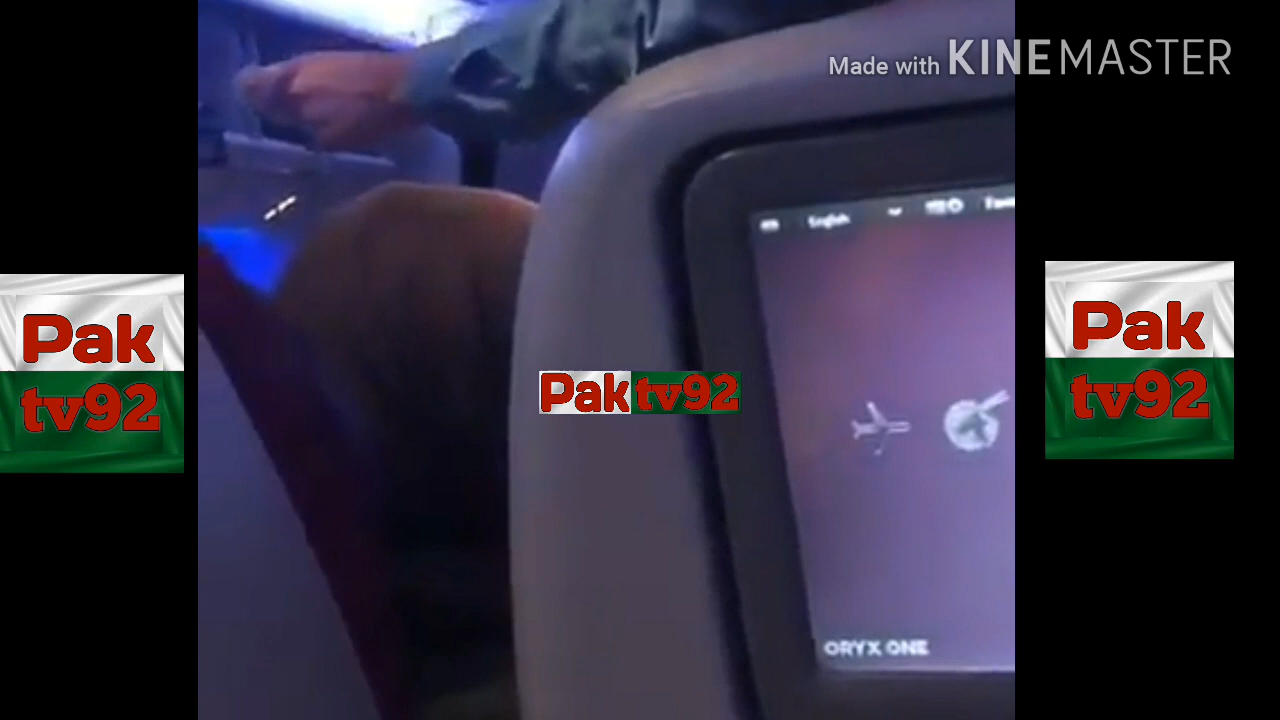 Made with KINEMASTER
English
Pak
tv92
Paktv92
Pak
tv92
ORYX ONE